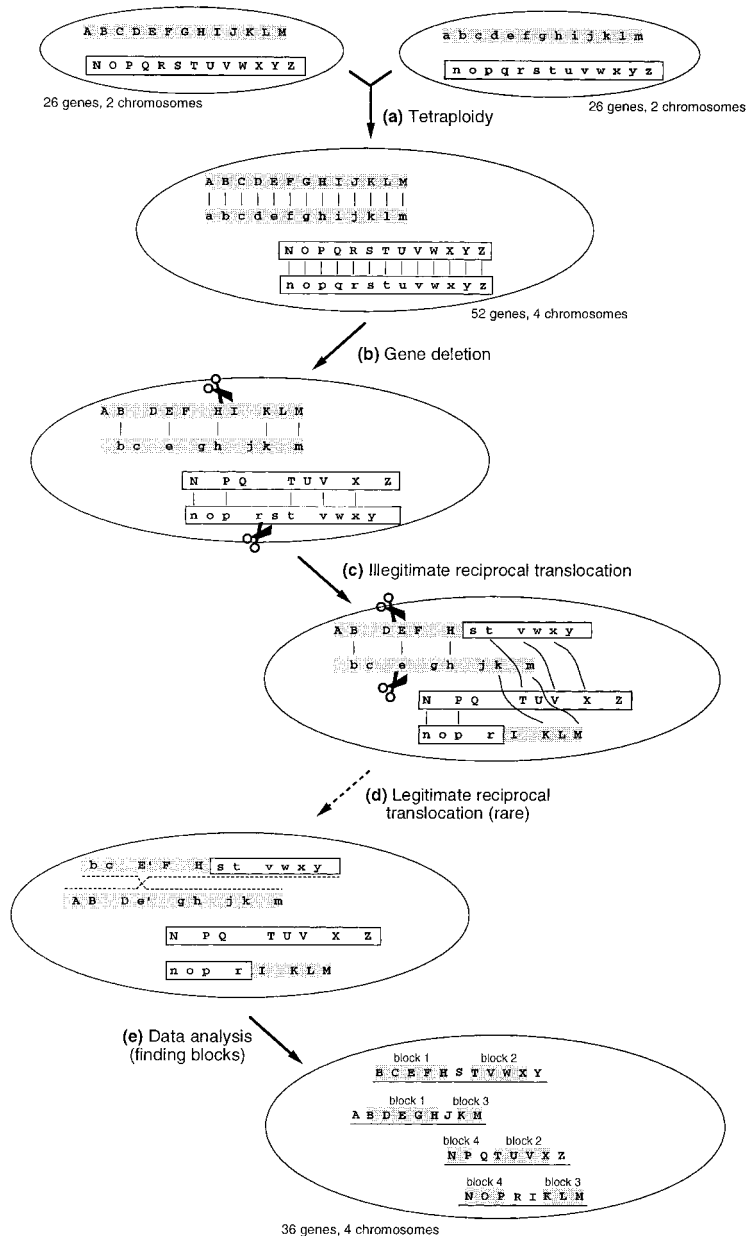 A B C D E F G H I J K L M
N O P Q R S T U V W X Y Z
26 genes, 2 chromosomes
a b c d e f g h i j k l m
n o p q r s t u v w x y z
26 genes, 2 chromosomes
(a) Tetraploidy
A B C D E F G H I J K L M
a b c d e f g h i j k l m
N O P Q R S T U V W X Y Z
n o p q r s t u v w x y z
52 genes, 4 chromosomes
(b) Gene deletion
A B D E F H I K L M
b c e g h j k m
N P Q T U V X Z
n o p r s t v w x y
(c) Illegitimate reciprocal translocation
A B D E F H s t v w x y
b c e g h j k m
N P Q T U V X Z
n o p r I K L M
(d) Legitimate reciprocal
translocation (rare)
b c E' F H s t v w x y
A B D e' g h j k m
N P Q T U V X Z
n o p r I K L M
(e) Data analysis
(finding blocks)
block 1 block 2
B C E F H S T V W X Y
block 1 block 3
A B D E G H J K M
block 4 block 2
N P Q T U V X Z
block 4 block 3
N O P R I K L M
36 genes, 4 chromosomes